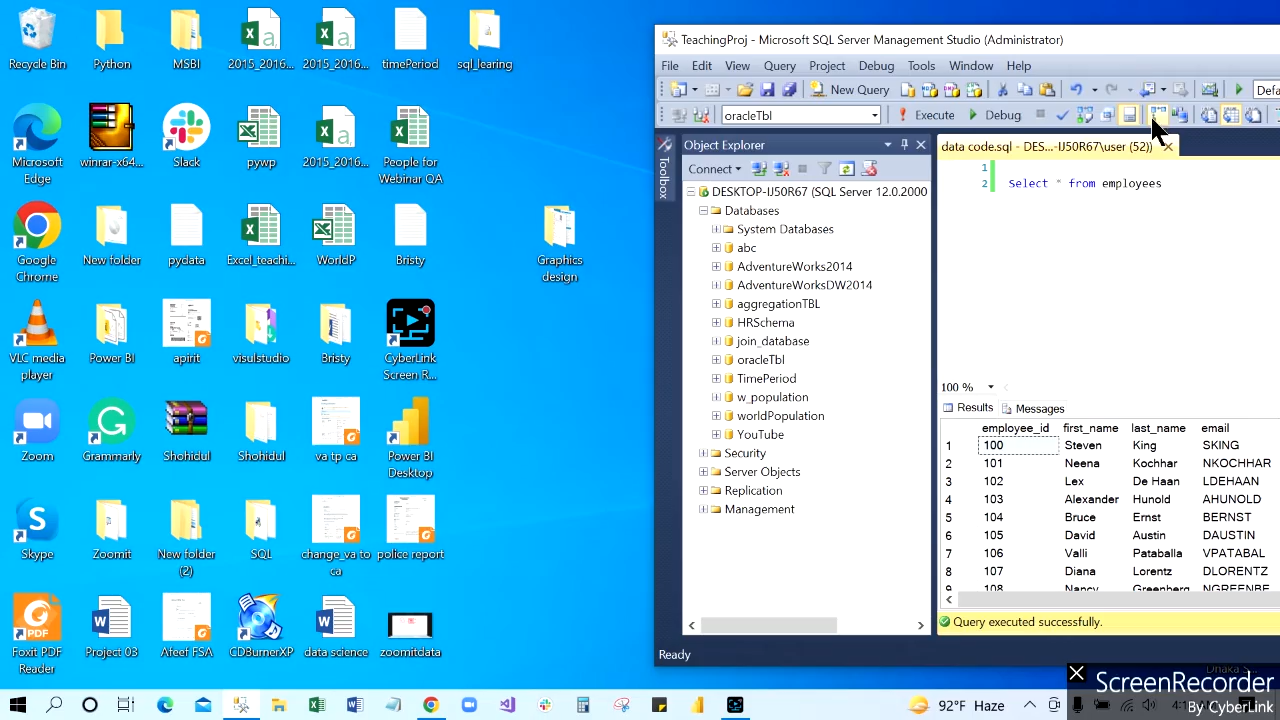 Recycle Bin
Python
MSBI
2015_2016...
2015_2016...
timePeriod
sql_learing
Microsoft
Edge
winrar-x64...
Slack
pywp
2015_2016...
People for
Webinar QA
Google
Chrome
New folder
pydata
Excel_teachi...
WorldP
Bristy
Graphics
design
VLC media
player
Power BI
apirit
visulstudio
Bristy
CyberLink
Screen R...
Zoom
Grammarly
Shohidul
Shohidul
va tp ca
Power BI
Desktop
Skype
Zoomit
New folder
(2)
SQL
change_va to
ca
police report
Foxit PDF
Reader
Project 03
Afeef FSA
CDBurnerXP
data science
zoomitdata
TeachingProj - Microsoft SQL Server Management Studio (Administrator)
File Edit View Query Project Debug Tools Window Help
New Query
Defa
oracleTbl
Execute
Debug
Toolbox
Object Explorer
Connect
DESKTOP-IJ50R67 (SQL Server 12.0.2000
Databases
System Databases
abc
AdventureWorks2014
AdventureWorksDW2014
aggregationTBL
HRSchema
join_database
oracleTbl
TimePeriod
w_population
worldPopulation
YouTube
Security
Server Objects
Replication
Management
data code.sql - DES...-IJ50R67\user (52))
1
2 Select * from employees
100 %
Results Messages
employee_id first_name last_name email
1 100 Steven King SKING
2 101 Neena Kochhar NKOCHHAR
3 102 Lex De Haan LDEHAAN
4 103 Alexander Hunold AHUNOLD
5 104 Bruce Ernst BERNST
6 105 David Austin DAUSTIN
7 106 Valli Pataballa VPATABAL
8 107 Diana Lorentz DLORENTZ
9 108 Nancy Greenberg NGREENBE
Query executed successfully.
Ready
92°F Haze
ScreenRecorder
By CyberLink